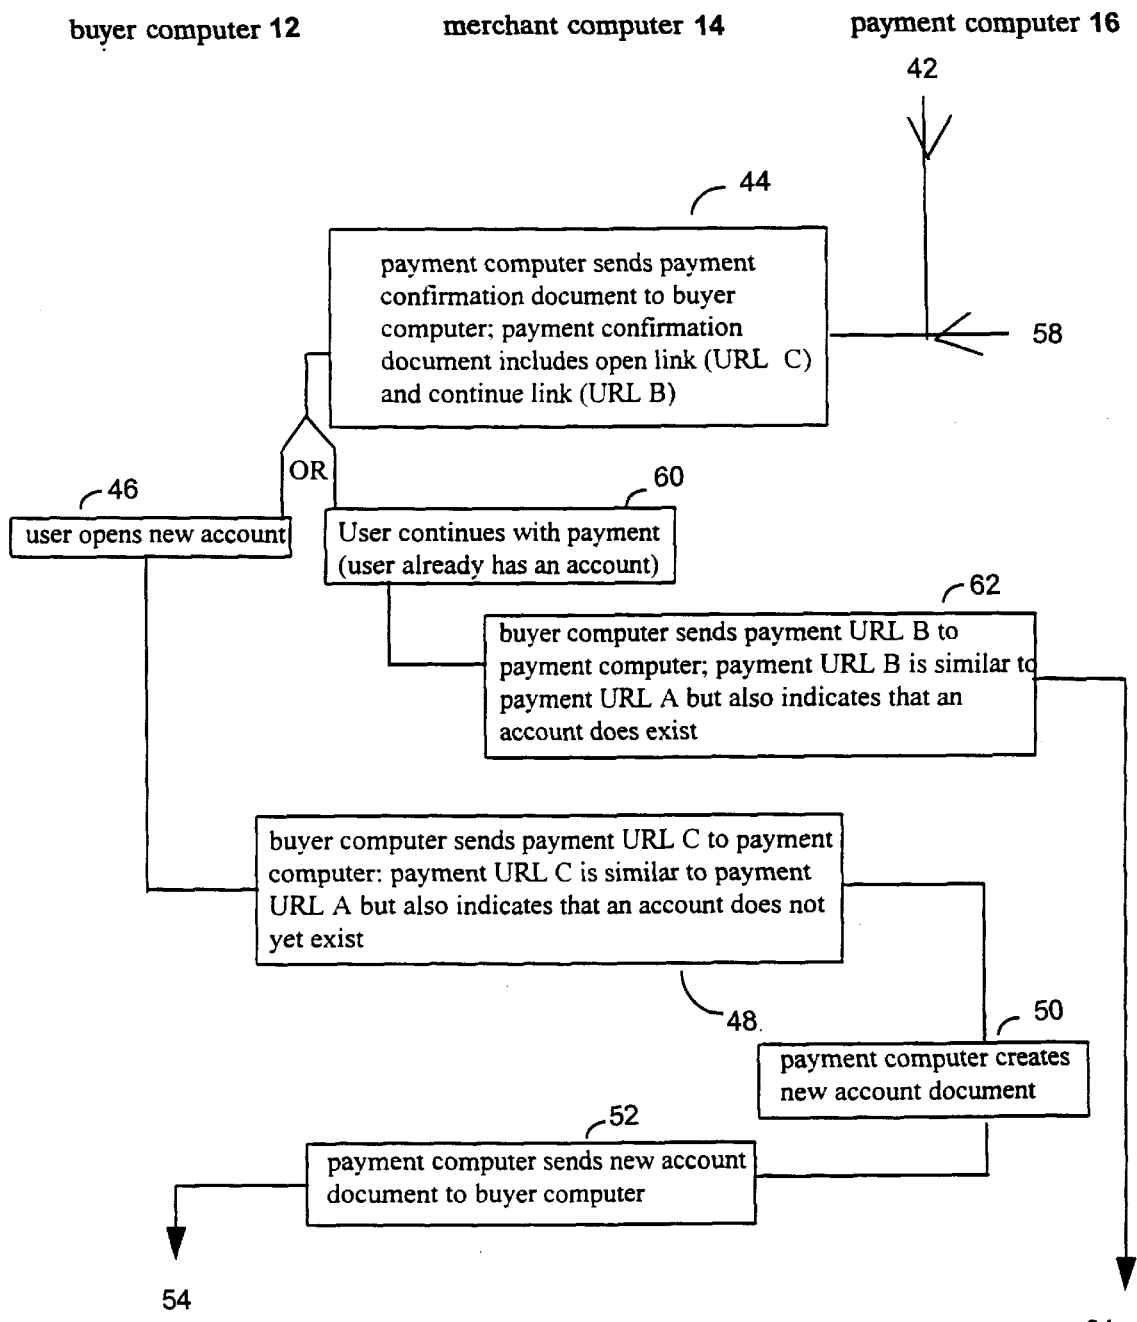 buyer computer 12 merchant computer 14 payment computer 16
42
44
payment computer sends payment
confirmation document to buyer
computer; payment confirmation
document includes open link (URL C)
and continue link (URL B)
58
OR
46
user opens new account
60
User continues with payment
(user already has an account)
62
buyer computer sends payment URL B to
payment computer; payment URL B is similar to
payment URL A but also indicates that an
account does exist
buyer computer sends payment URL C to payment
computer: payment URL C is similar to payment
URL A but also indicates that an account does not
yet exist
48
50
payment computer creates
new account document
52
payment computer sends new account
document to buyer computer
54